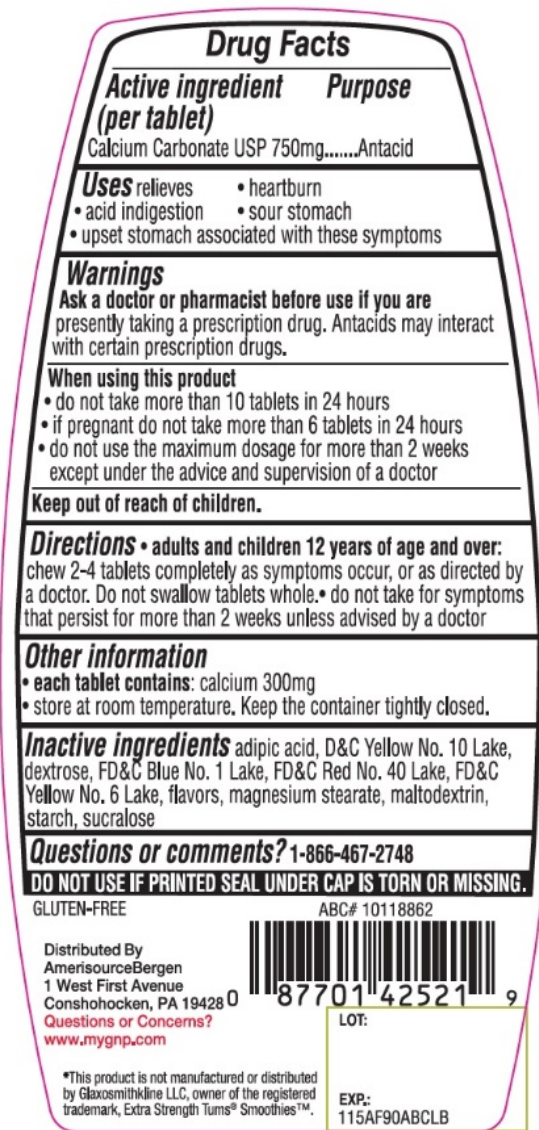 Drug Facts
Active ingredient Purpose
(per tablet)
Calcium Carbonate USP 750mg.......Antacid
Uses relieves • heartburn
• acid indigestion • sour stomach
• upset stomach associated with these symptoms
Warnings
Ask a doctor or pharmacist before use if you are
presently taking a prescription drug. Antacids may interact
with certain prescription drugs.
When using this product
• do not take more than 10 tablets in 24 hours
• if pregnant do not take more than 6 tablets in 24 hours
• do not use the maximum dosage for more than 2 weeks
except under the advice and supervision of a doctor
Keep out of reach of children.
Directions • adults and children 12 years of age and over:
chew 2-4 tablets completely as symptoms occur, or as directed by
a doctor. Do not swallow tablets whole.• do not take for symptoms
that persist for more than 2 weeks unless advised by a doctor
Other information
• each tablet contains: calcium 300mg
• store at room temperature. Keep the container tightly closed.
Inactive ingredients adipic acid, D&C Yellow No. 10 Lake,
dextrose, FD&C Blue No. 1 Lake, FD&C Red No. 40 Lake, FD&C
Yellow No. 6 Lake, flavors, magnesium stearate, maltodextrin,
starch, sucralose
Questions or comments? 1-866-467-2748
DO NOT USE IF PRINTED SEAL UNDER CAP IS TORN OR MISSING.
GLUTEN-FREE ABC# 10118862
Distributed By
AmerisourceBergen
1 West First Avenue
Conshohocken, PA 19428
Questions or Concerns?
www.mygnp.com
0 87701 42521 9
*This product is not manufactured or distributed
by Glaxosmithkline LLC, owner of the registered
trademark, Extra Strength Tums® Smoothies™.
LOT:
EXP.:
115AF90ABCLB